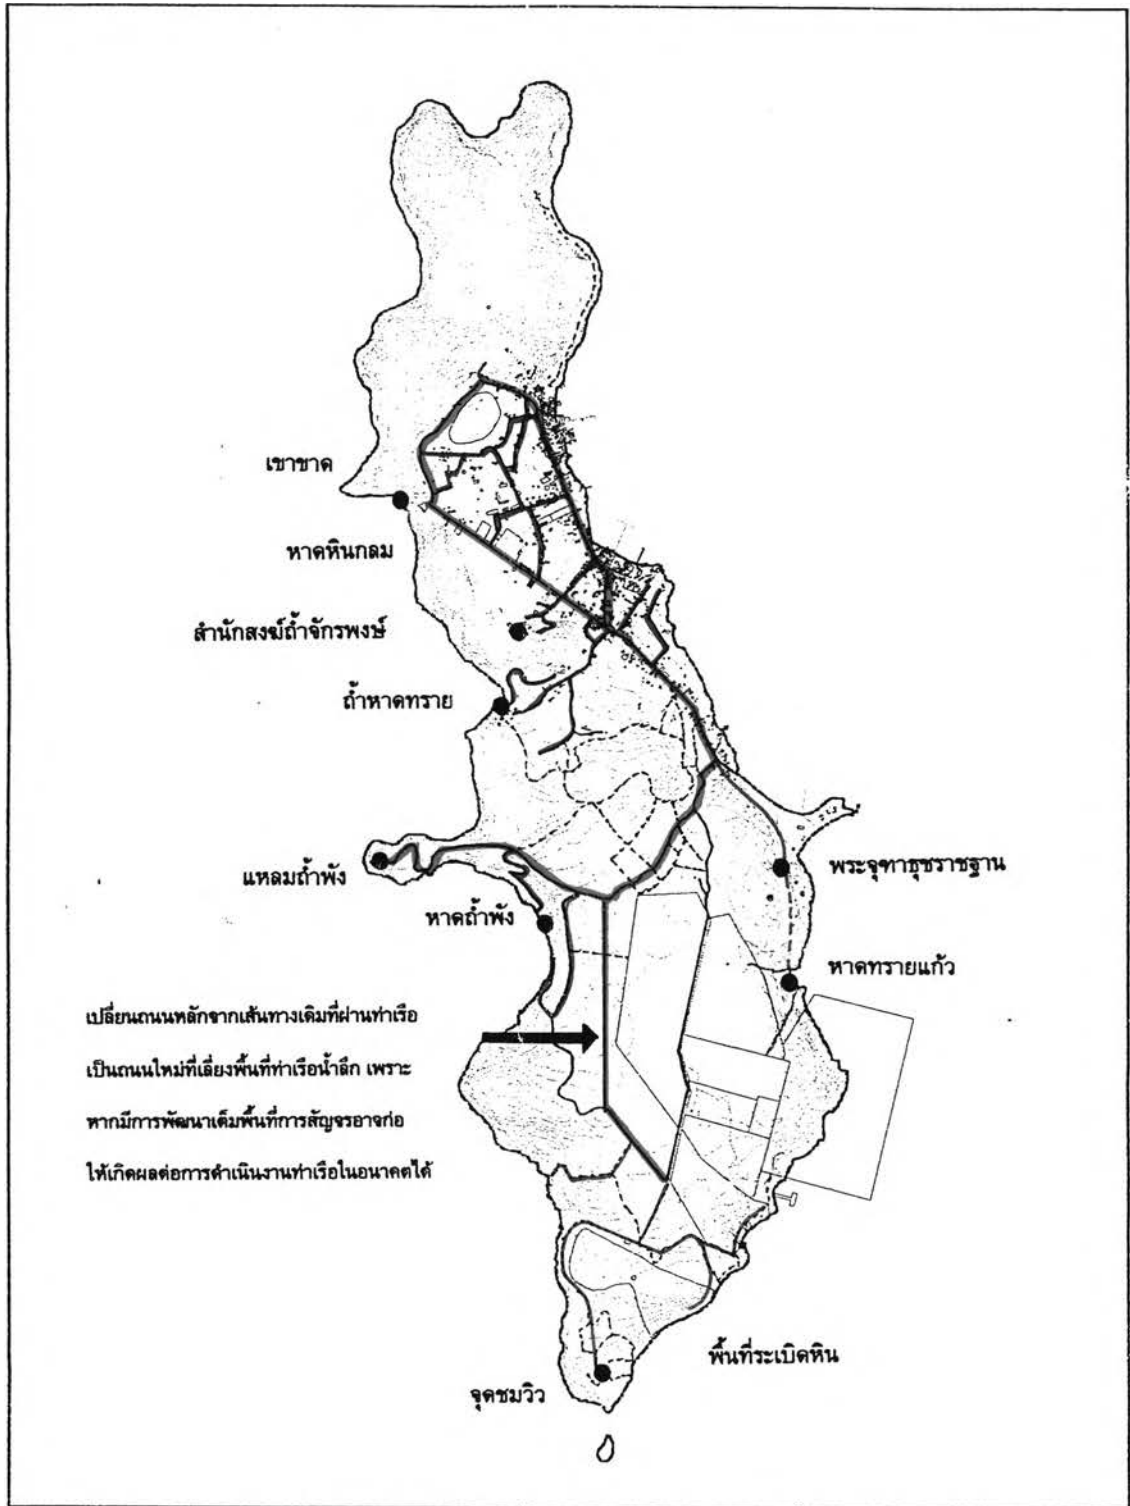 เขาขาด
หาดหินกลม
สำนักสงฆ์ถ้ำจักรพงษ์
ถ้ำหาดทราย
แหลมถ้ำพัง
พระจุฑาธุชราชฐาน
หาดถ้ำพัง
หาดทรายแก้ว
เปลี่ยนถนนหลักจากเส้นทางเดิมที่ผ่านท่าเรือ
เป็นถนนใหม่ที่เลี่ยงพื้นที่ท่าเรือน้ำลึก เพราะ
หากมีการพัฒนาเต็มพื้นที่การสัญจรอาจก่อ
ให้เกิดผลต่อการดำเนินงานท่าเรือในอนาคตได้
พื้นที่ระเบิดหิน
จุดชมวิว